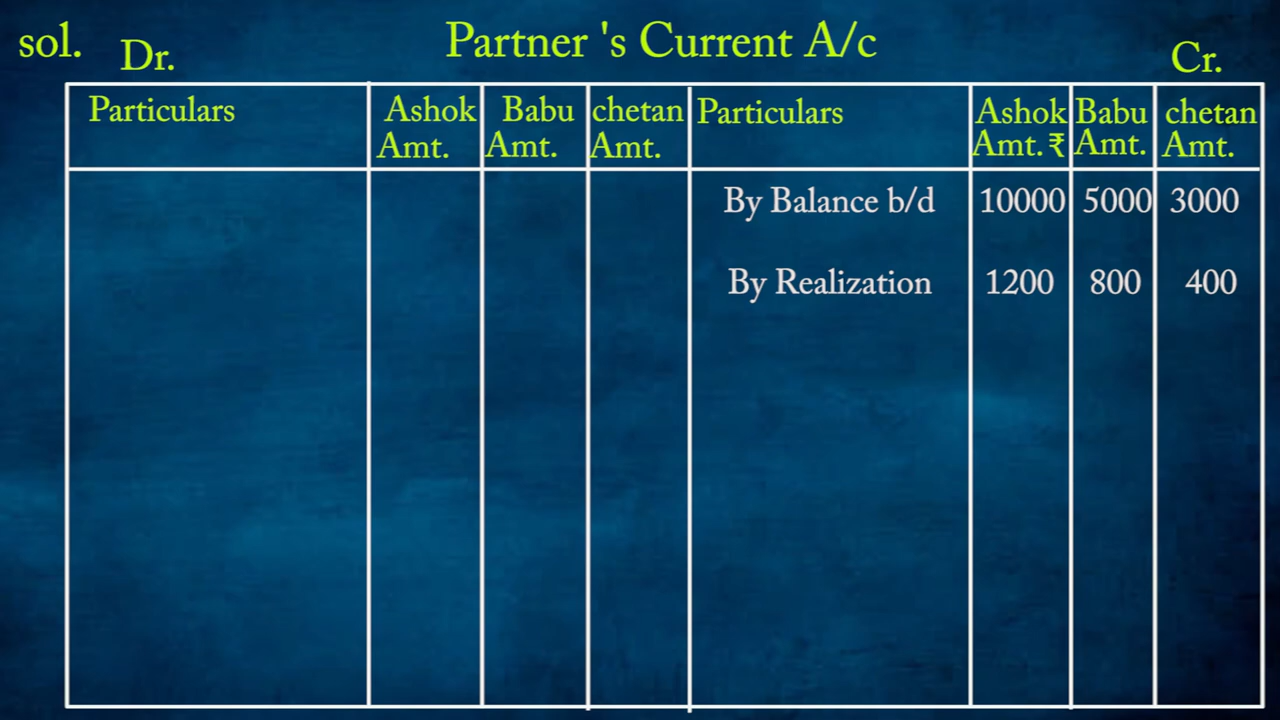 sol. Dr. Partner 's Current A/c Cr.
Particulars Ashok Babu chetan Particulars Ashok Babu chetan
Amt. Amt. Amt. Amt. ₹ Amt. Amt.
By Balance b/d 10000 5000 3000
By Realization 1200 800 400